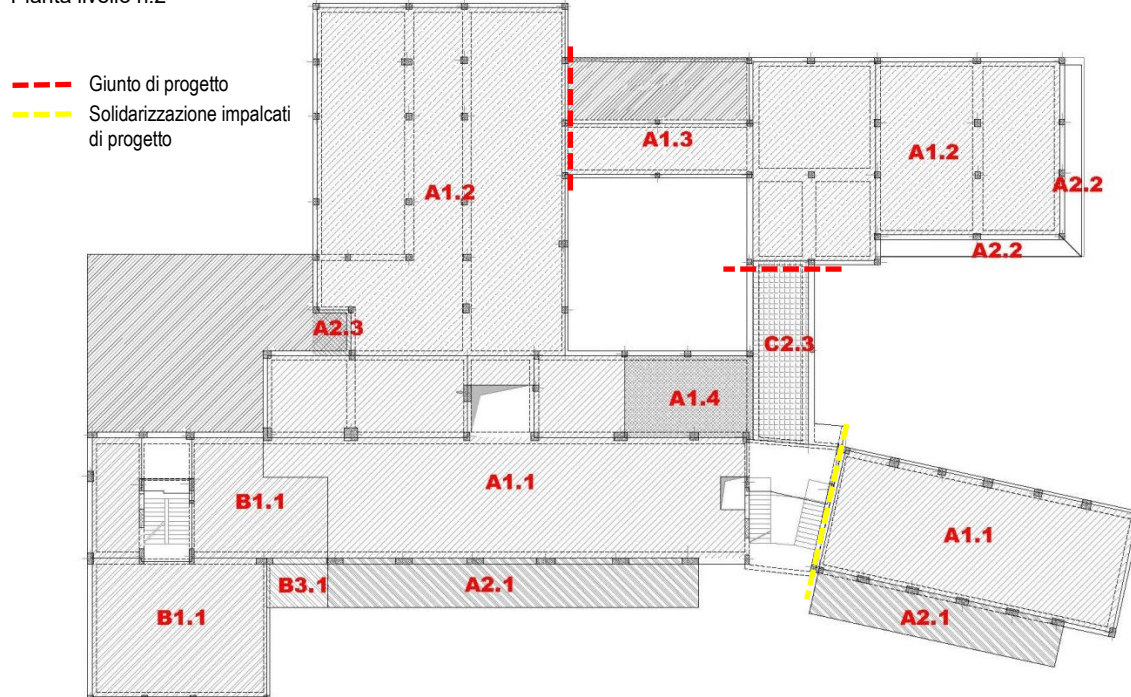 Pianta livello n.2
Giunto di progetto
Solidarizzazione impalcati
di progetto
A1.3
A1.2
A1.2
A2.2
A2.2
A2.3
C2.3
A1.4
A1.1
B1.1
A1.1
B3.1
A2.1
B1.1
A2.1